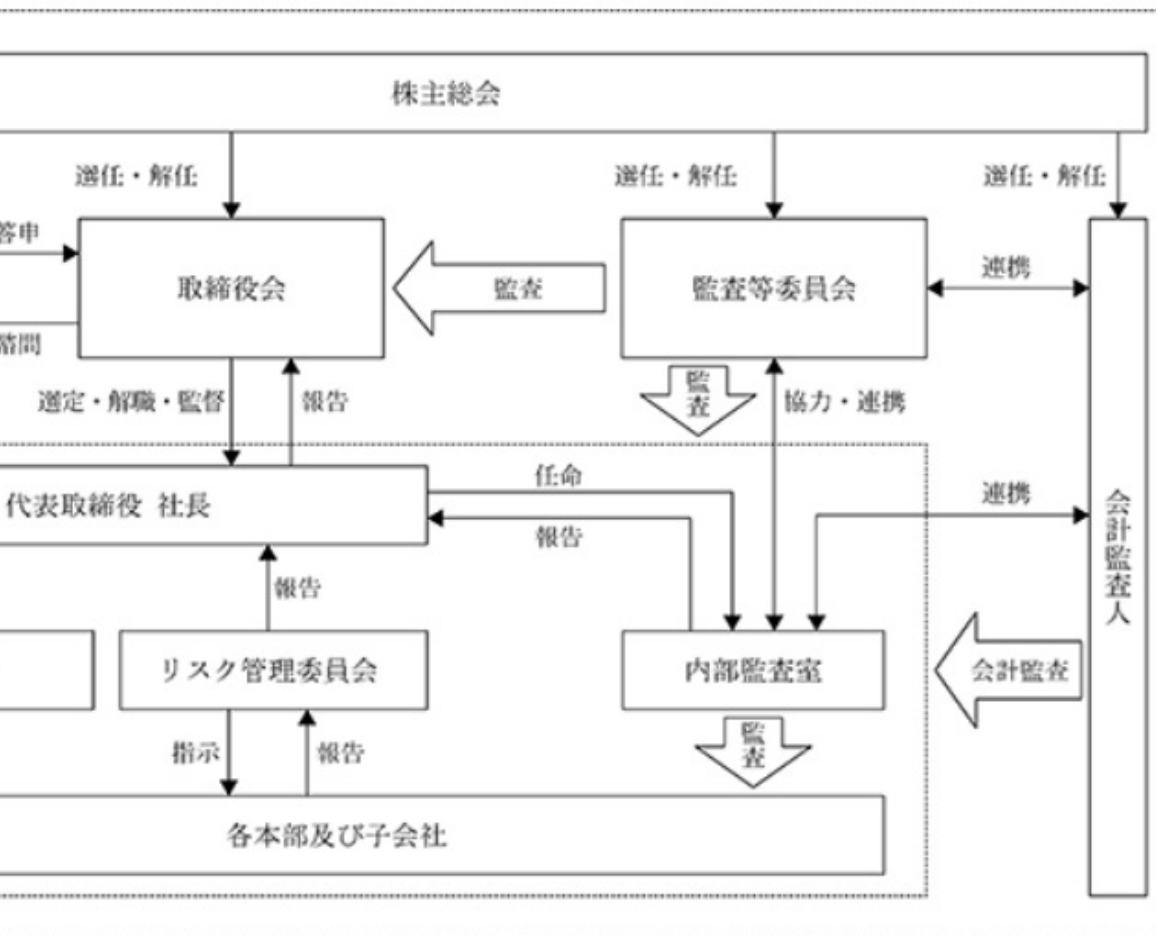 株主総会
選任・解任
選任・解任
選任・解任
答申
取締役会
監査
監査等委員会
連携
諮問
選定・解職・監督
報告
監査
協力・連携
代表取締役 社長
任命
報告
連携
会計監査人
報告
リスク管理委員会
内部監査室
会計監査
指示
報告
監査
各本部及び子会社